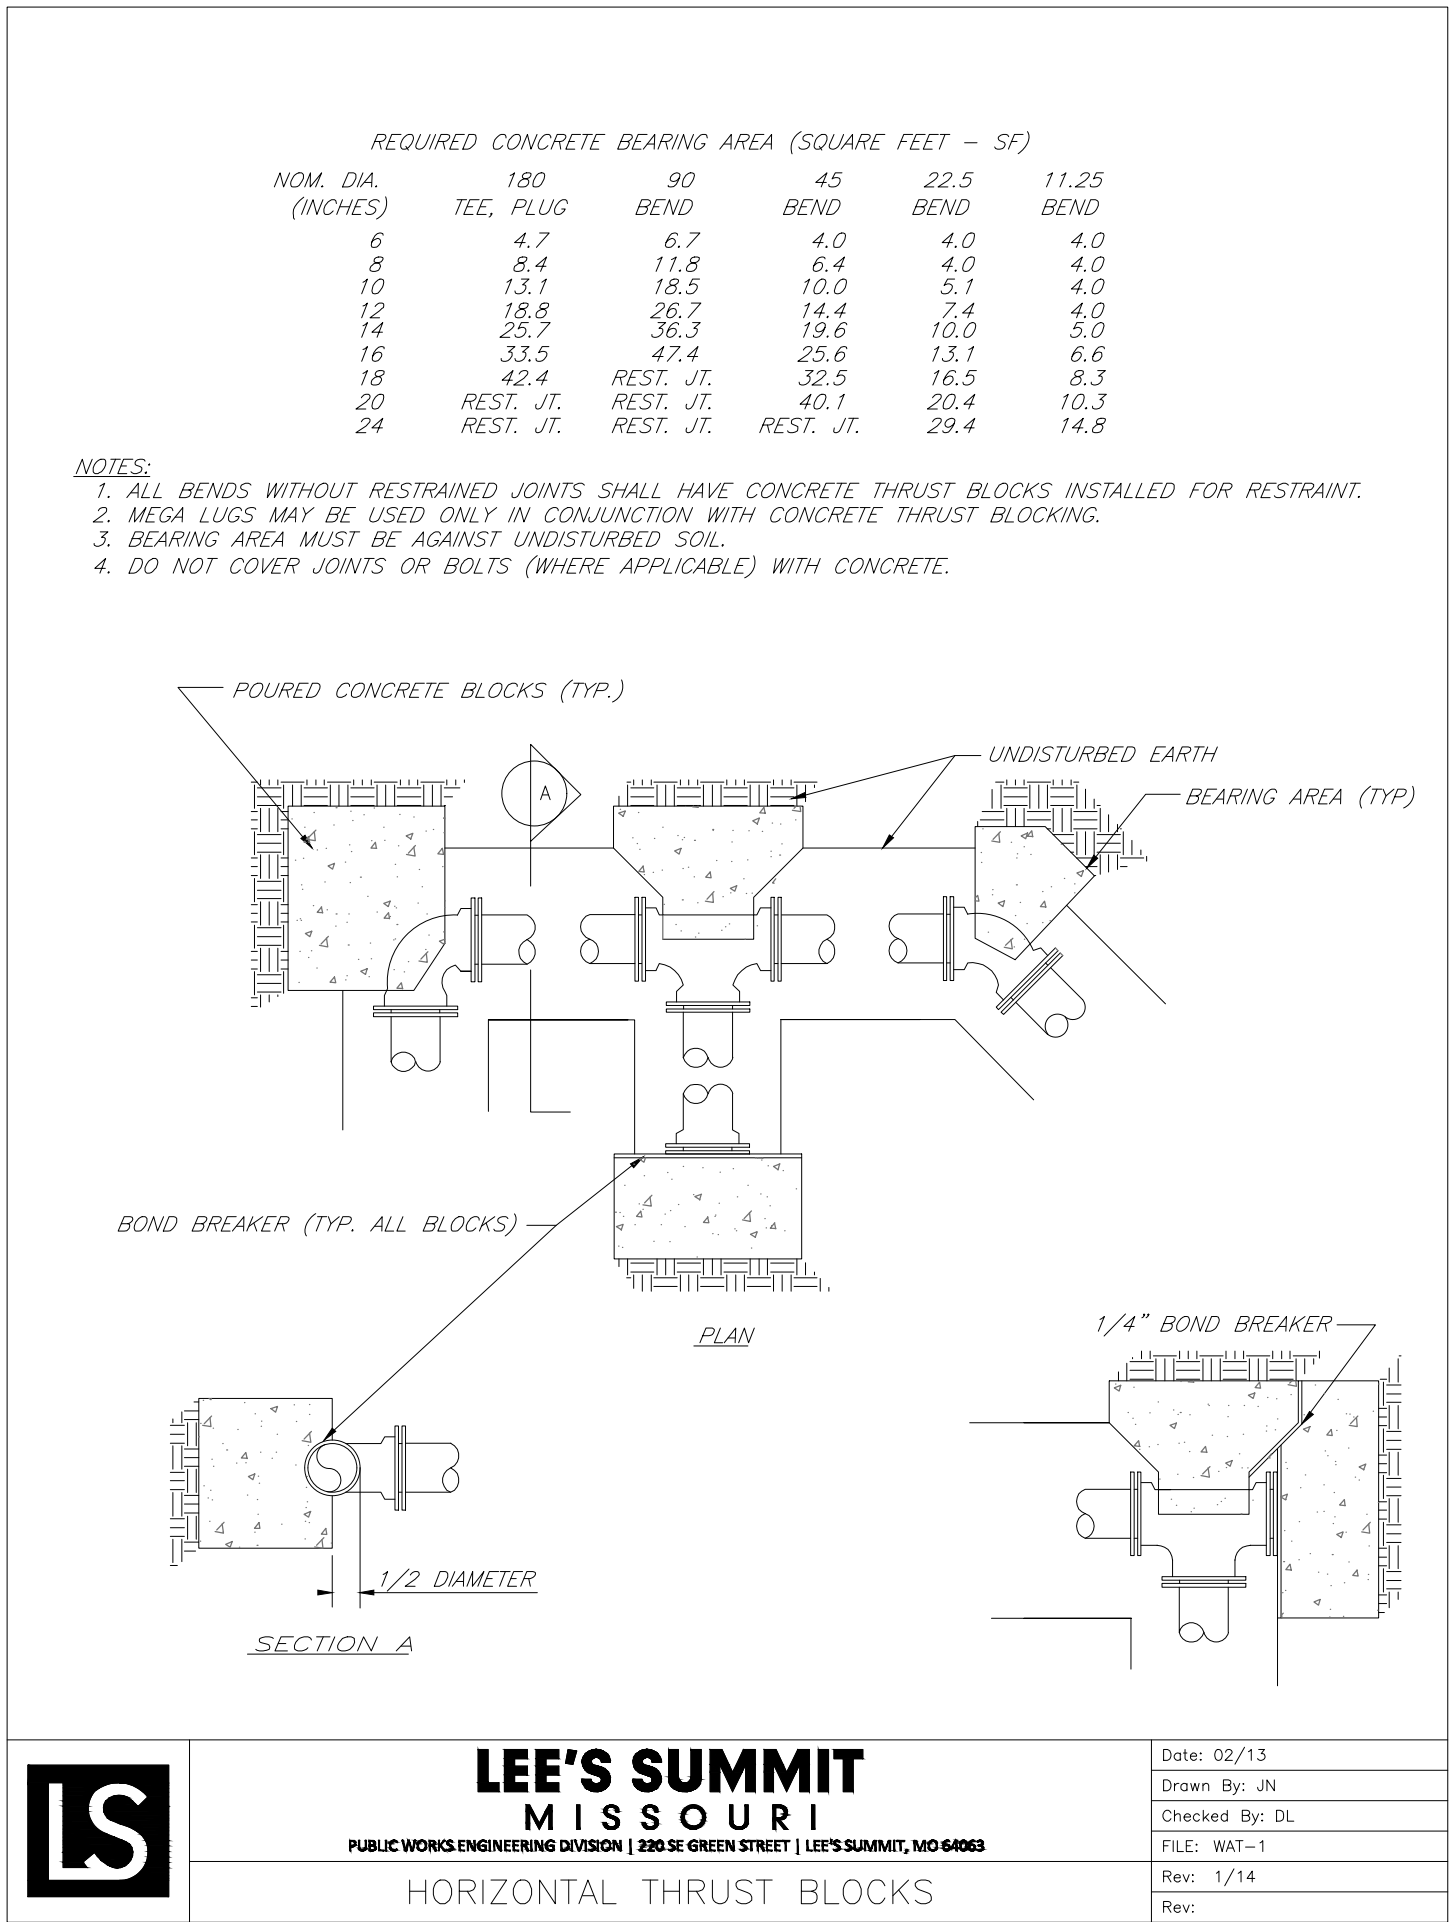 REQUIRED CONCRETE BEARING AREA (SQUARE FEET – SF)
NOM. DIA. 180 90 45 22.5 11.25
(INCHES) TEE, PLUG BEND BEND BEND BEND
6 4.7 6.7 4.0 4.0 4.0
8 8.4 11.8 6.4 4.0 4.0
10 13.1 18.5 10.0 5.1 4.0
12 18.8 26.7 14.4 7.4 4.0
14 25.7 36.3 19.6 10.0 5.0
16 33.5 47.4 25.6 13.1 6.6
18 42.4 REST. JT. 32.5 16.5 8.3
20 REST. JT. REST. JT. 40.1 20.4 10.3
24 REST. JT. REST. JT. REST. JT. 29.4 14.8
NOTES:
1. ALL BENDS WITHOUT RESTRAINED JOINTS SHALL HAVE CONCRETE THRUST BLOCKS INSTALLED FOR RESTRAINT.
2. MEGA LUGS MAY BE USED ONLY IN CONJUNCTION WITH CONCRETE THRUST BLOCKING.
3. BEARING AREA MUST BE AGAINST UNDISTURBED SOIL.
4. DO NOT COVER JOINTS OR BOLTS (WHERE APPLICABLE) WITH CONCRETE.
POURED CONCRETE BLOCKS (TYP.)
UNDISTURBED EARTH
A
BEARING AREA (TYP)
BOND BREAKER (TYP. ALL BLOCKS)
PLAN
1/4" BOND BREAKER
1/2 DIAMETER
SECTION A
LS
LEE'S SUMMIT
MISSOURI
PUBLIC WORKS ENGINEERING DIVISION | 220 SE GREEN STREET | LEE'S SUMMIT, MO 64063
HORIZONTAL THRUST BLOCKS
Date: 02/13
Drawn By: JN
Checked By: DL
FILE: WAT–1
Rev: 1/14
Rev: